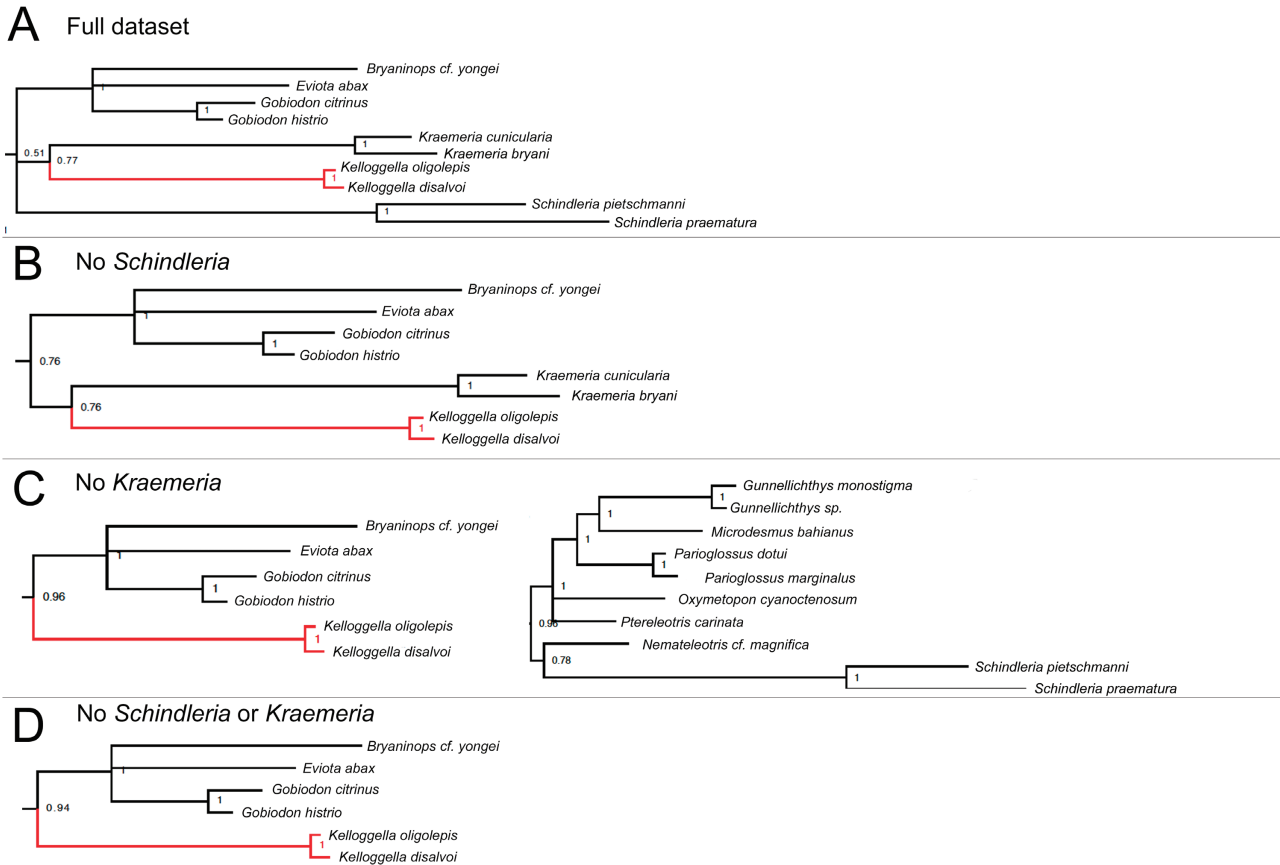 A Full dataset
Bryaninops cf. yongei
1
Eviota abax
Gobiodon citrinus
1
Gobiodon histrio
Kraemeria cunicularia
1
0.51
Kraemeria bryani
0.77
Kelloggella oligolepis
1
Kelloggella disalvoi
Schindleria pietschmanni
1
Schindleria praematura
B No Schindleria
Bryaninops cf. yongei
1
Eviota abax
Gobiodon citrinus
1
Gobiodon histrio
0.76
Kraemeria cunicularia
1
Kraemeria bryani
0.76
Kelloggella oligolepis
1
Kelloggella disalvoi
C No Kraemeria
Bryaninops cf. yongei
1
Eviota abax
Gobiodon citrinus
1
Gobiodon histrio
0.96
Kelloggella oligolepis
1
Kelloggella disalvoi
Gunnellichthys monostigma
1
Gunnellichthys sp.
1
Microdesmus bahianus
1
Parioglossus dotui
1
Parioglossus marginalus
1
Oxymetopon cyanoctenosum
Ptereleotris carinata
Nemateleotris cf. magnifica
0.78
Schindleria pietschmanni
1
Schindleria praematura
D No Schindleria or Kraemeria
Bryaninops cf. yongei
1
Eviota abax
Gobiodon citrinus
1
Gobiodon histrio
0.94
Kelloggella oligolepis
1
Kelloggella disalvoi